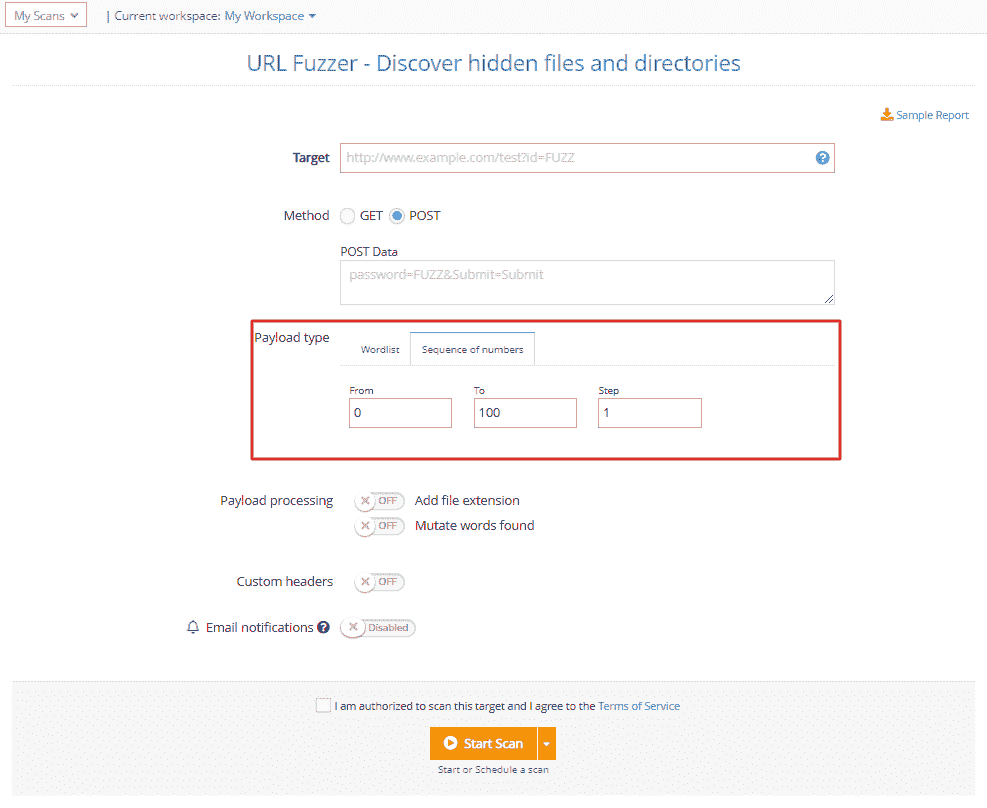 My Scans | Current workspace: My Workspace
URL Fuzzer - Discover hidden files and directories
Sample Report
Target http://www.example.com/test?id=FUZZ ?
Method GET POST
POST Data
password=FUZZ&Submit=Submit
Payload type Wordlist Sequence of numbers
From To Step
0 100 1
Payload processing OFF Add file extension
OFF Mutate words found
Custom headers OFF
Email notifications ? Disabled
I am authorized to scan this target and I agree to the Terms of Service
Start Scan
Start or Schedule a scan